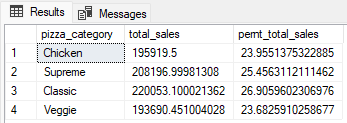 Results Messages
pizza_category total_sales pemt_total_sales
1 Chicken 195919.5 23.9551375322885
2 Supreme 208196.99981308 25.4563112111462
3 Classic 220053.100021362 26.9059602306976
4 Veggie 193690.451004028 23.6825910258677